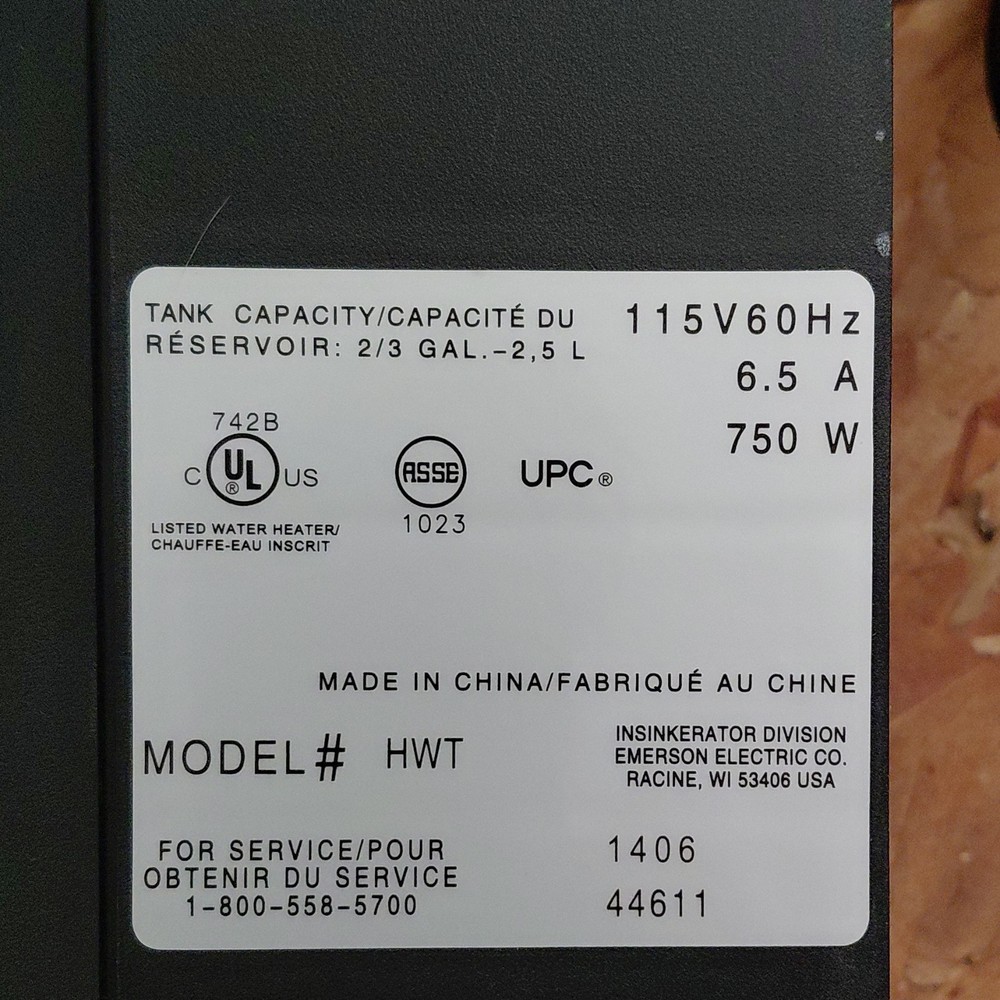 TANK CAPACITY/CAPACITÉ DU
RÉSERVOIR: 2/3 GAL.-2,5 L
115V60Hz
6.5 A
750 W
742B
C UL® US
LISTED WATER HEATER/
CHAUFFE-EAU INSCRIT
ASSE
1023
UPC®
MADE IN CHINA/FABRIQUÉ AU CHINE
MODEL# HWT
INSINKERATOR DIVISION
EMERSON ELECTRIC CO.
RACINE, WI 53406 USA
FOR SERVICE/POUR
OBTENIR DU SERVICE
1-800-558-5700
1406
44611